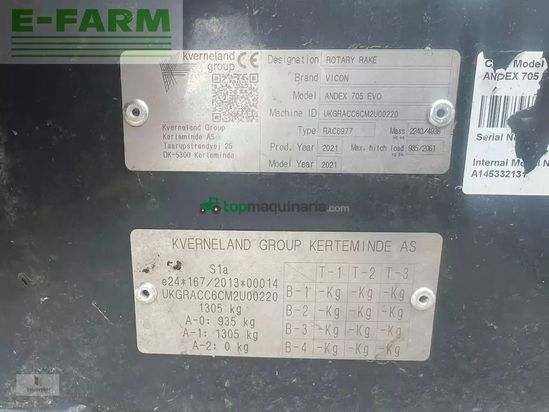 E-FARM
Kverneland
group
CE
Kverneland Group
Kerteminde AS
Taarupstrandvej 25
DK-5300 Kerteminde
Designation ROTARY RAKE
Brand VICON
Model ANDEX 705 EVO
Machine ID UKGRACC6CM2U00220
Type RAC6977 Mass 2240/4938
Prod. Year 2021 Max. hitch load 935/2061
Model Year 2021
Model
ANDEX 705
Serial
Internal Model N
A145332131
topmaquinaria.com
KVERNELAND GROUP KERTEMINDE AS
S1a
e24*167/2013*00014
UKGRACC6CM2U00220
1305 kg
A-0: 935 kg
A-1: 1305 kg
A-2: 0 kg
T-1 T-2 T-3
B-1 -Kg -Kg -Kg
B-2 -Kg -Kg -Kg
B-3 -Kg -Kg -Kg
B-4 -Kg -Kg -Kg